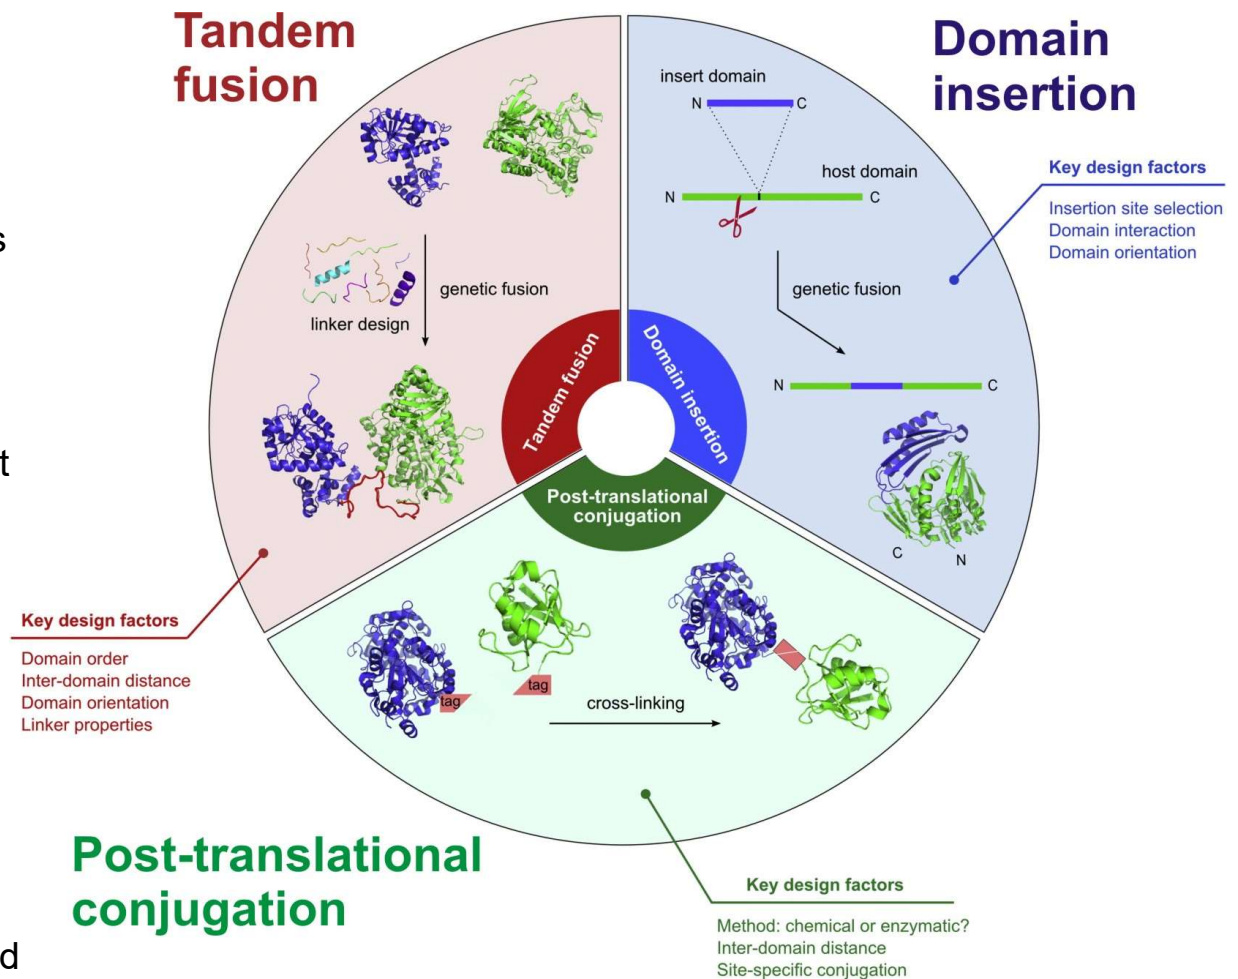 Tandem
fusion
Domain
insertion
insert domain
N
C
host domain
N
C
genetic fusion
N
C
C
N
Key design factors
Insertion site selection
Domain interaction
Domain orientation
s
genetic fusion
linker design
t
Tandem fusion
Domain insertion
Post-translational
conjugation
Key design factors
Domain order
Inter-domain distance
Domain orientation
Linker properties
tag
tag
cross-linking
Post-translational
conjugation
Key design factors
Method: chemical or enzymatic?
Inter-domain distance
Site-specific conjugation
d